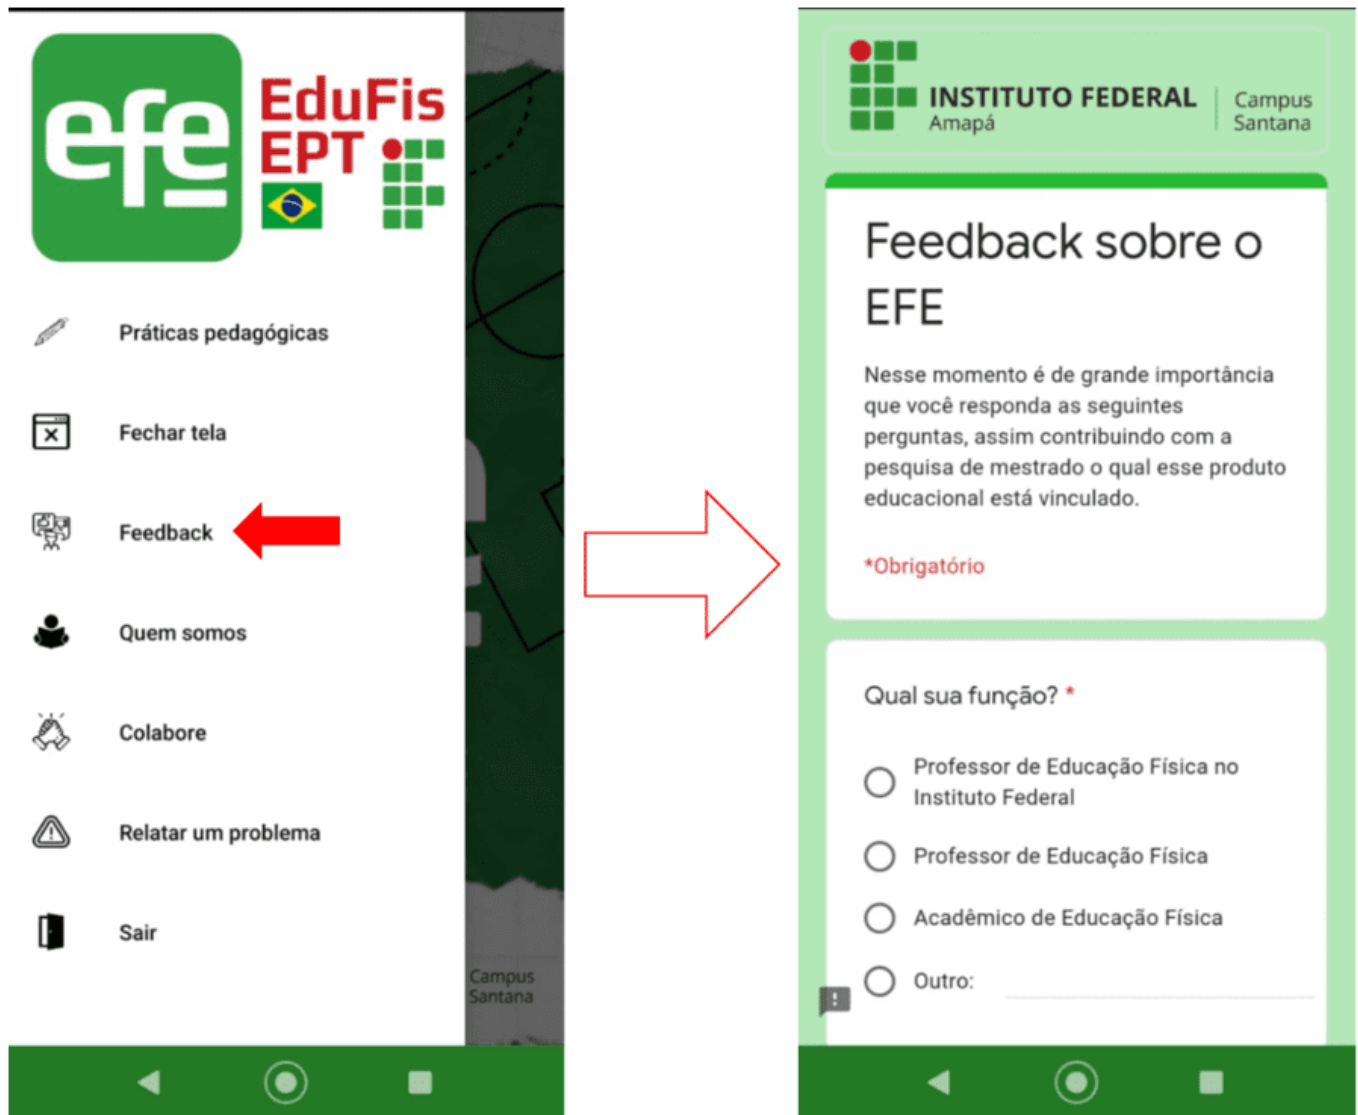 efe
EduFis
EPT
Práticas pedagógicas
Fechar tela
Feedback
Quem somos
Colabore
Relatar um problema
Sair
Campus
Santana
INSTITUTO FEDERAL
Amapá
Campus
Santana
Feedback sobre o
EFE
Nesse momento é de grande importância
que você responda as seguintes
perguntas, assim contribuindo com a
pesquisa de mestrado o qual esse produto
educacional está vinculado.
*Obrigatório
Qual sua função? *
Professor de Educação Física no
Instituto Federal
Professor de Educação Física
Acadêmico de Educação Física
Outro: